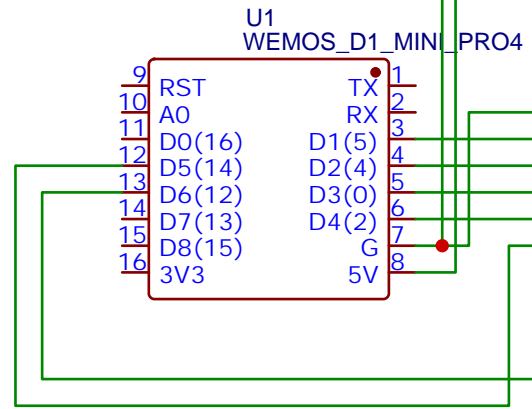 U1
WEMOS_D1_MINI_PRO4
9 RST TX 1
10 A0 RX 2
11 D0(16) D1(5) 3
12 D5(14) D2(4) 4
13 D6(12) D3(0) 5
14 D7(13) D4(2) 6
15 D8(15) G 7
16 3V3 5V 8